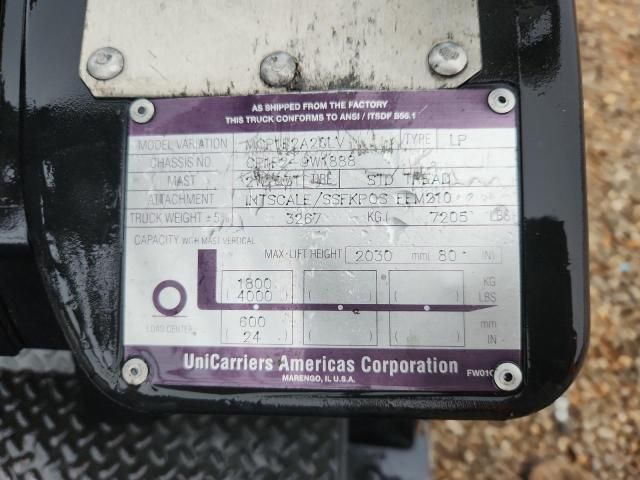 AS SHIPPED FROM THE FACTORY
THIS TRUCK CONFORMS TO ANSI / ITSDF B56.1
MODEL VARIATION TYPE LP
CHASSIS NO.
MAST STD TREAD
ATTACHMENT INTSCALE/SSFKPOS
TRUCK WEIGHT ±5% 3267 KG ( 7205 LBS
CAPACITY WITH MAST VERTICAL
MAX-LIFT HEIGHT 2030 mm( 80 IN)
1800 KG
(4000) ( ) ( ) LBS
LOAD CENTER 600 mm
( 24 ) ( ) ( ) IN
UniCarriers Americas Corporation
MARENGO, IL U.S.A.